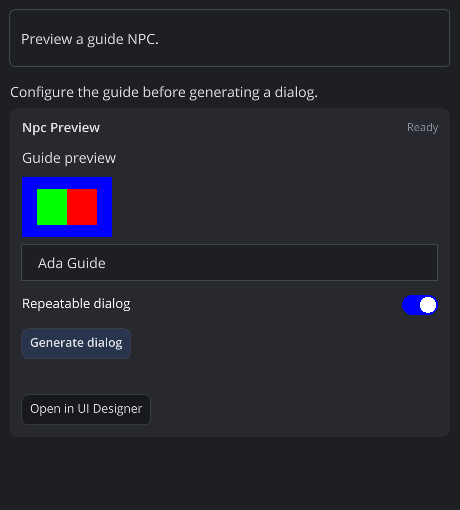 Preview a guide NPC.
Configure the guide before generating a dialog.
Npc Preview
Ready
Guide preview
Ada Guide
Repeatable dialog
Generate dialog
Open in UI Designer